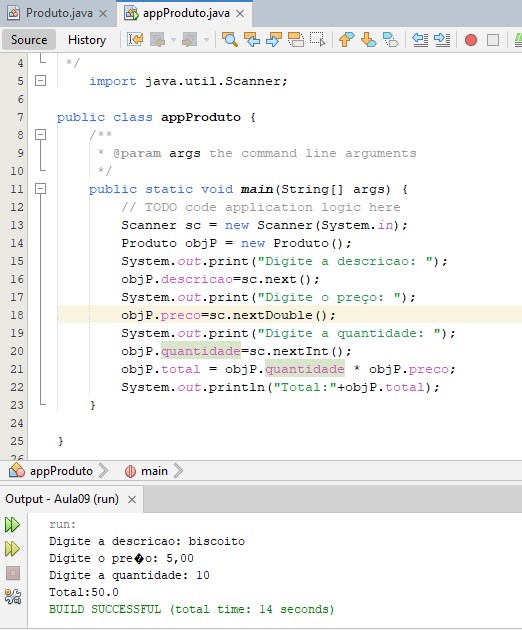 Produto.java × appProduto.java ×
Source History
4 */
5 import java.util.Scanner;
6
7 public class appProduto {
8 /**
9 * @param args the command line arguments
10 */
11 public static void main(String[] args) {
12 // TODO code application logic here
13 Scanner sc = new Scanner(System.in);
14 Produto objP = new Produto();
15 System.out.print("Digite a descricao: ");
16 objP.descricao=sc.next();
17 System.out.print("Digite o preço: ");
18 objP.preco=sc.nextDouble();
19 System.out.print("Digite a quantidade: ");
20 objP.quantidade=sc.nextInt();
21 objP.total = objP.quantidade * objP.preco;
22 System.out.println("Total:"+objP.total);
23 }
24
25 }
26
appProduto main
Output - Aula09 (run) ×
run:
Digite a descricao: biscoito
Digite o pre�o: 5,00
Digite a quantidade: 10
Total:50.0
BUILD SUCCESSFUL (total time: 14 seconds)